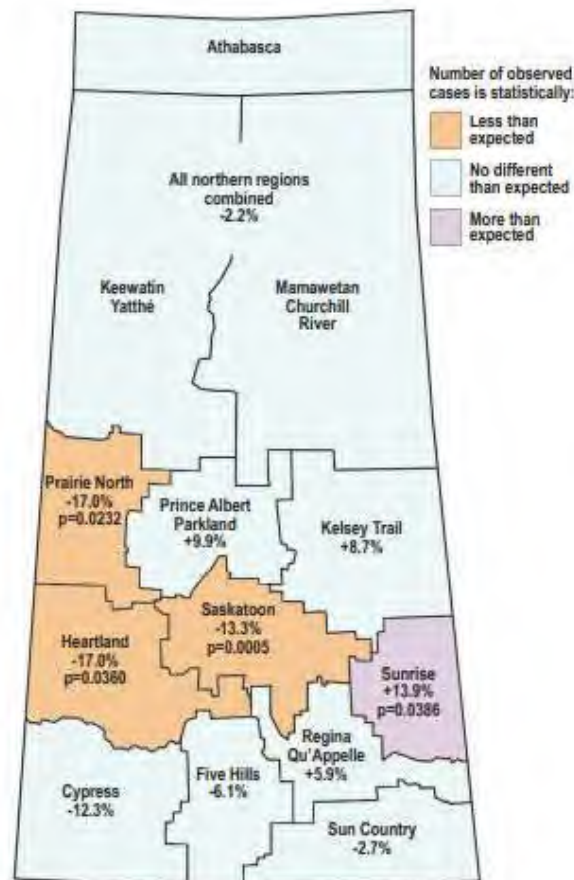 Athabasca
Number of observed
cases is statistically:
Less than
expected
No different
than expected
More than
expected
All northern regions
combined
-2.2%
Keewatin
Yatthé
Mamawetan
Churchill
River
Prairie North
-17.0%
p=0.0232
Prince Albert
Parkland
+9.9%
Kelsey Trail
+8.7%
Saskatoon
-13.3%
p=0.0005
Heartland
-17.0%
p=0.0360
Sunrise
+13.9%
p=0.0386
Regina
Qu'Appelle
+5.9%
Cypress
-12.3%
Five Hills
-6.1%
Sun Country
-2.7%